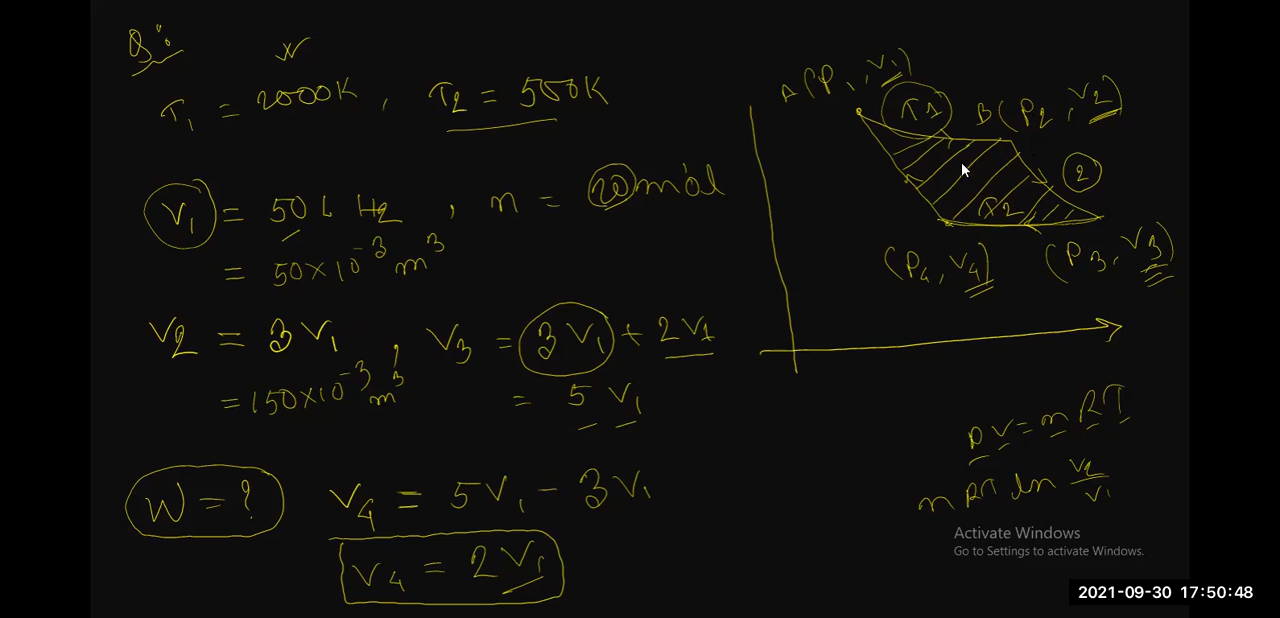 Q:
T₁ = 2000K, T2 = 500K
V₁ = 50 L H2, n = 20 mol
= 50×10⁻³ m³
V2 = 3V₁, V3 = 3V₁ + 2V1
= 150×10⁻³ m³
= 5V₁
W = ?
V4 = 5V₁ - 3V₁
V4 = 2V₁
A(P₁, V1)
T1
B(P2, V2)
2
T2
(P4, V4)
(P3, V3)
PV = nRT
nRT ln V2/V₁
Activate Windows
Go to Settings to activate Windows.
2021-09-30 17:50:48